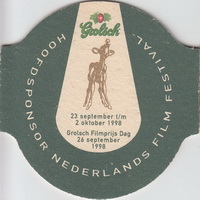 Grolsch
23 september t/m
2 oktober 1998
Grolsch Filmprijs Dag
26 september
1998
HOOFDSPONSOR NEDERLANDS FILM FESTIVAL